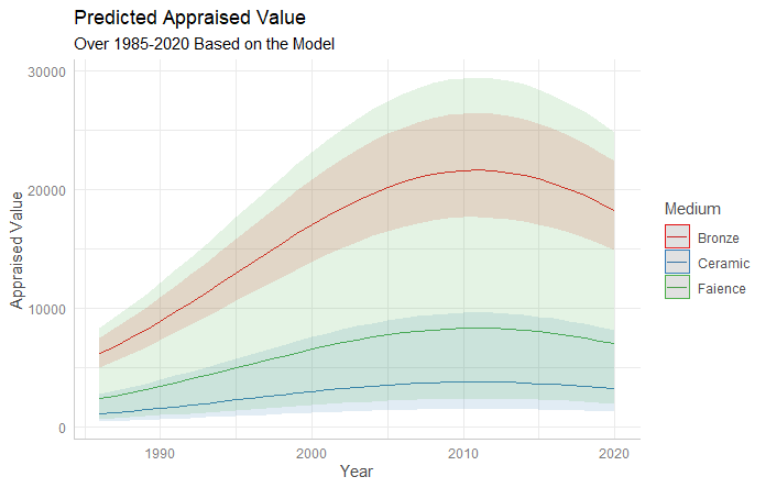 Predicted Appraised Value
Over 1985-2020 Based on the Model
30000
20000
10000
0
Appraised Value
1990
2000
2010
2020
Year
Medium
Bronze
Ceramic
Faience